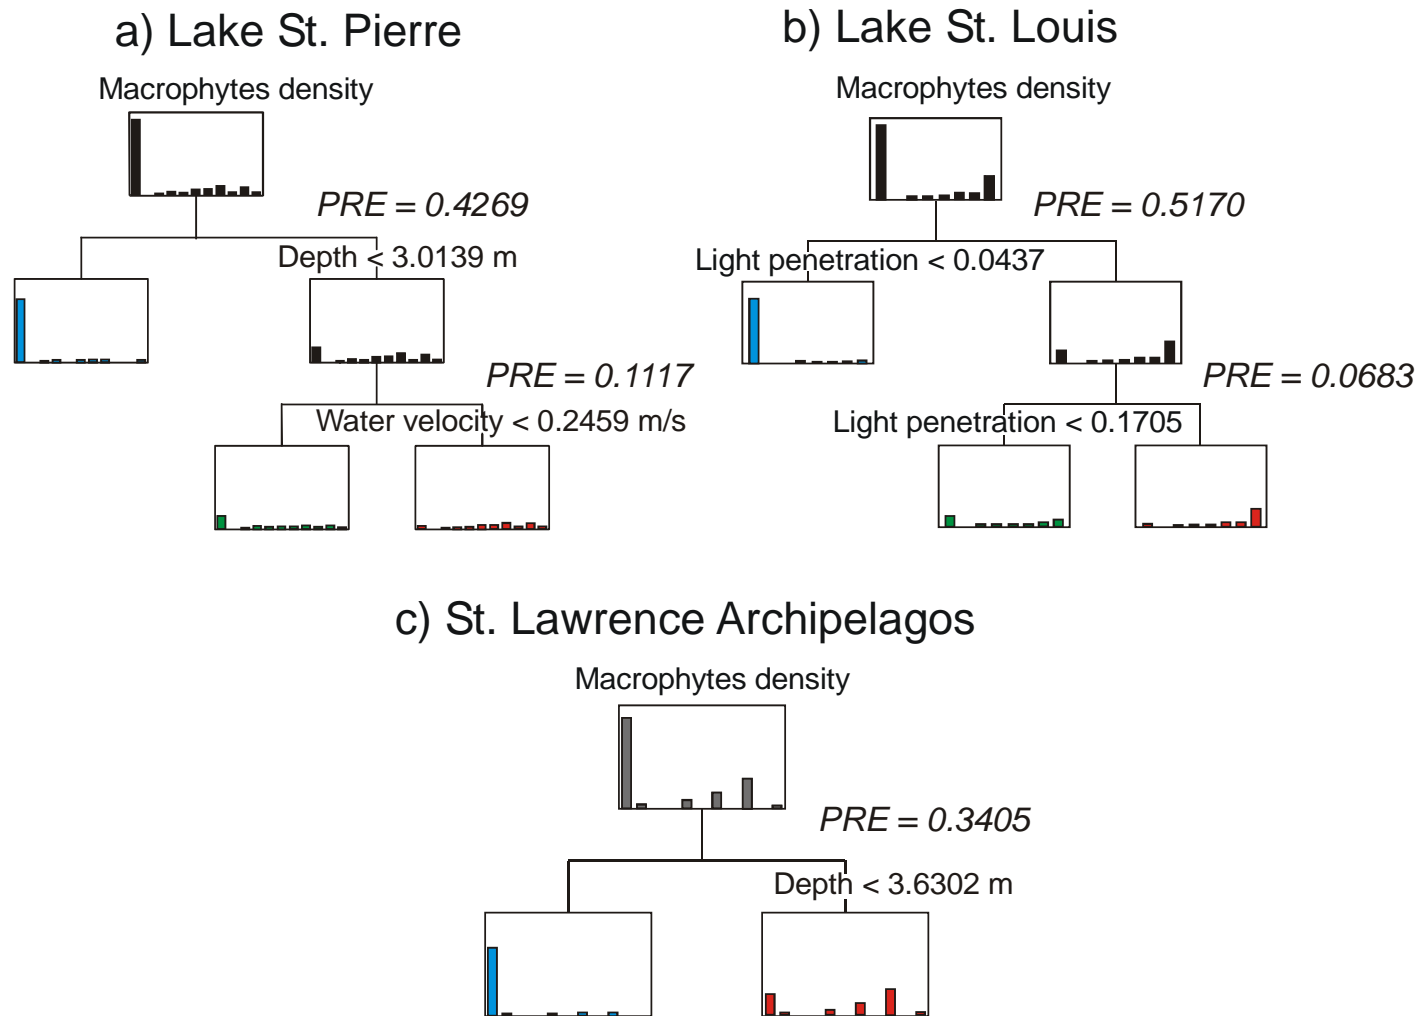 a) Lake St. Pierre
Macrophytes density
PRE = 0.4269
Depth < 3.0139 m
PRE = 0.1117
Water velocity < 0.2459 m/s
b) Lake St. Louis
Macrophytes density
PRE = 0.5170
Light penetration < 0.0437
PRE = 0.0683
Light penetration < 0.1705
c) St. Lawrence Archipelagos
Macrophytes density
PRE = 0.3405
Depth < 3.6302 m